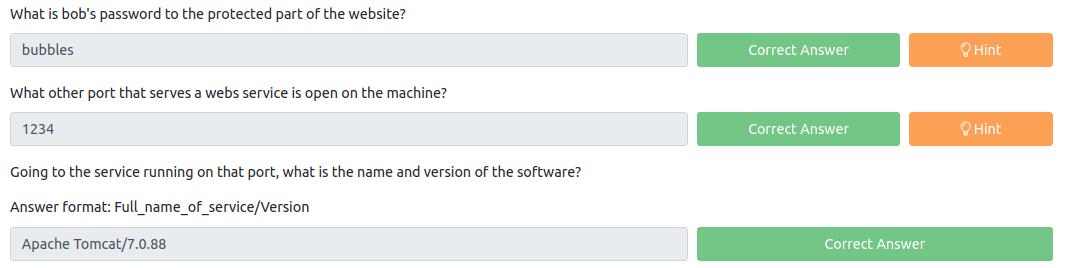 What is bob's password to the protected part of the website?
bubbles Correct Answer Hint
What other port that serves a webs service is open on the machine?
1234 Correct Answer Hint
Going to the service running on that port, what is the name and version of the software?
Answer format: Full_name_of_service/Version
Apache Tomcat/7.0.88 Correct Answer